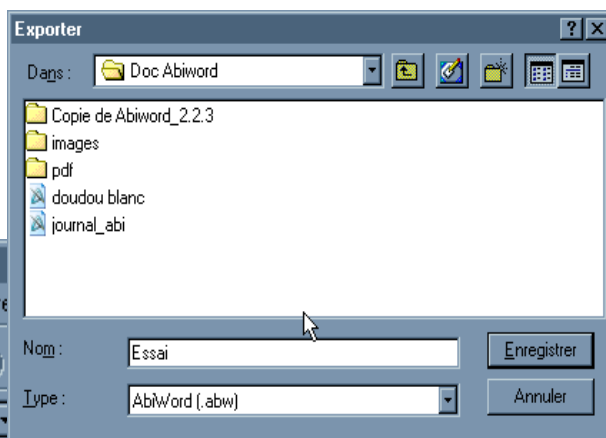 Exporter
Dans : Doc Abiword
Copie de Abiword_2.2.3
images
pdf
doudou blanc
journal_abi
Nom : Essai Enregistrer
Type : AbiWord (.abw) Annuler